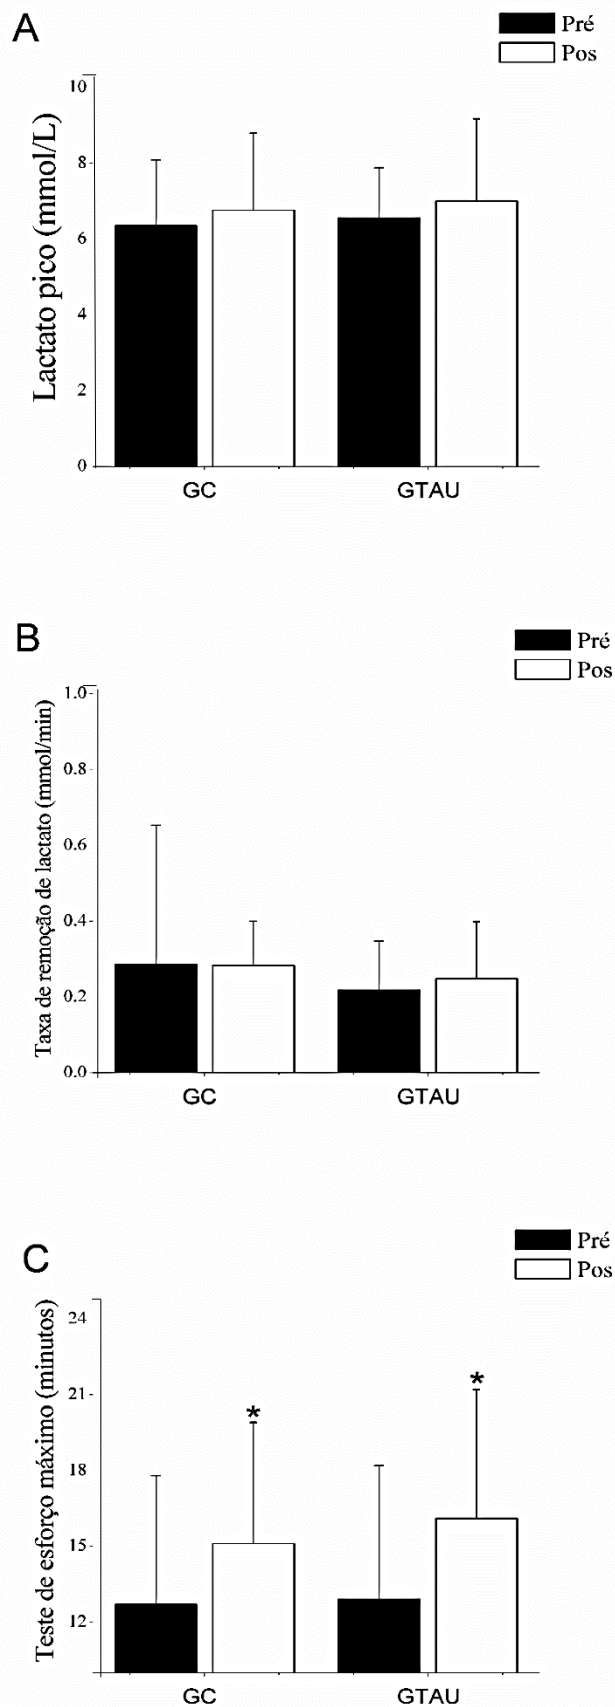 A
Pré
Pos
Lactato pico (mmol/L)
10
8
6
4
2
0
GC GTAU
B
Pré
Pos
Taxa de remoção de lactato (mmol/min)
1.0
0.8
0.6
0.4
0.2
0.0
GC GTAU
C
Pré
Pos
Teste de esforço máximo (minutos)
24
21
18
15
12
* *
GC GTAU